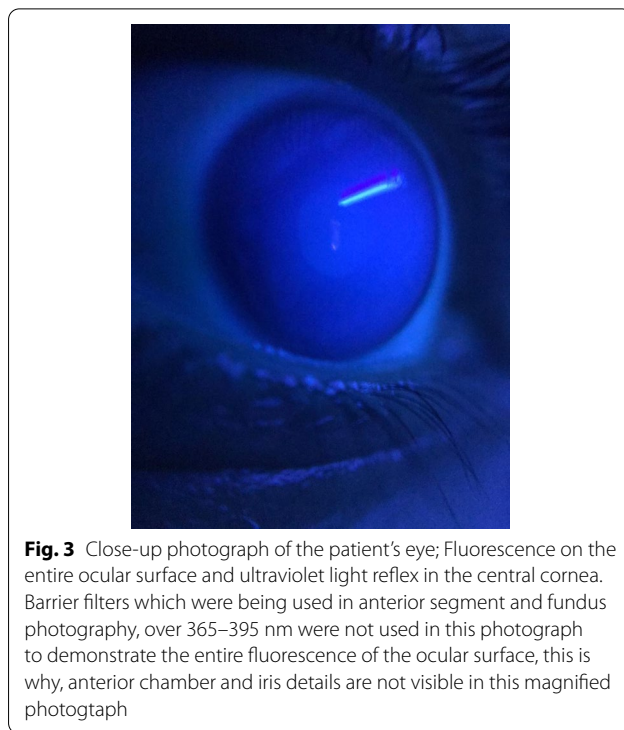 Fig. 3 Close-up photograph of the patient's eye; Fluorescence on the
entire ocular surface and ultraviolet light reflex in the central cornea.
Barrier filters which were being used in anterior segment and fundus
photography, over 365–395 nm were not used in this photograph
to demonstrate the entire fluorescence of the ocular surface, this is
why, anterior chamber and iris details are not visible in this magnified
photogtaph